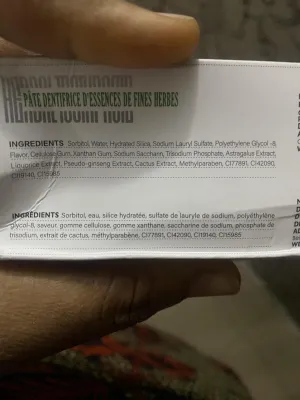 PÂTE DENTIFRICE D'ESSENCES DE FINES HERBES
INGREDIENTS Sorbitol, Water, Hydrated Silica, Sodium Lauryl Sulfate, Polyethylene Glycol -8,
Flavor, Cellulose Gum, Xanthan Gum, Sodium Saccharin, Trisodium Phosphate, Astragalus Extract,
Liquorice Extract, Pseudo-ginseng Extract, Cactus Extract, Methylparaben, CI77891, CI42090,
CI19140, CI15985
INGRÉDIENTS Sorbitol, eau, silice hydratée, sulfate de lauryle de sodium, polyéthylène
glycol-8, saveur, gomme cellulose, gomme xanthane, saccharine de sodium, phosphate de
trisodium, extrait de cactus, méthylparabène, CI77891, CI42090, CI19140, CI15985